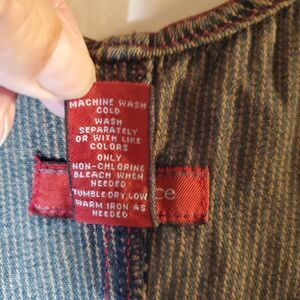 MACHINE WASH
COLD
WASH
SEPARATELY
OR WITH LIKE
COLORS
ONLY
NON-CHLORINE
BLEACH WHEN
NEEDED
TUMBLE DRY LOW
WARM IRON AS
NEEDED
ce